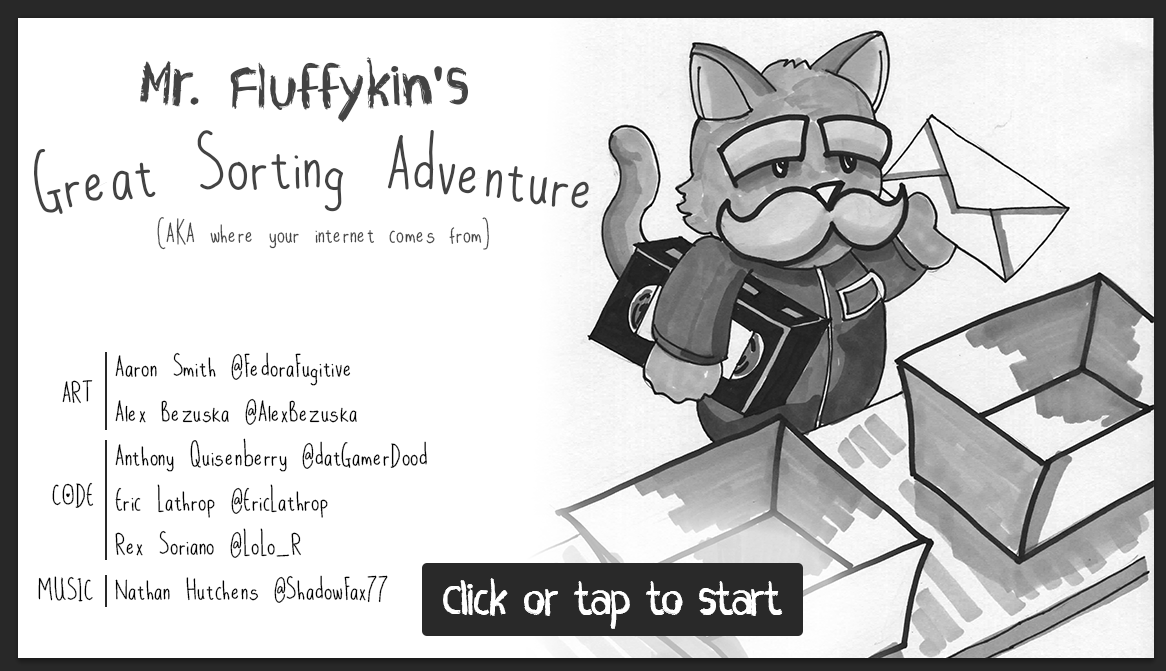 Mr. Fluffykin's
Great Sorting Adventure
(AKA where your internet comes from)
ART
Aaron Smith @FedoraFugitive
Alex Bezuska @AlexBezuska
CODE
Anthony Quisenberry @datGamerDood
Eric Lathrop @EricLathrop
Rex Soriano @LoLo_R
MUSIC
Nathan Hutchens @ShadowFax77
Click or tap to start